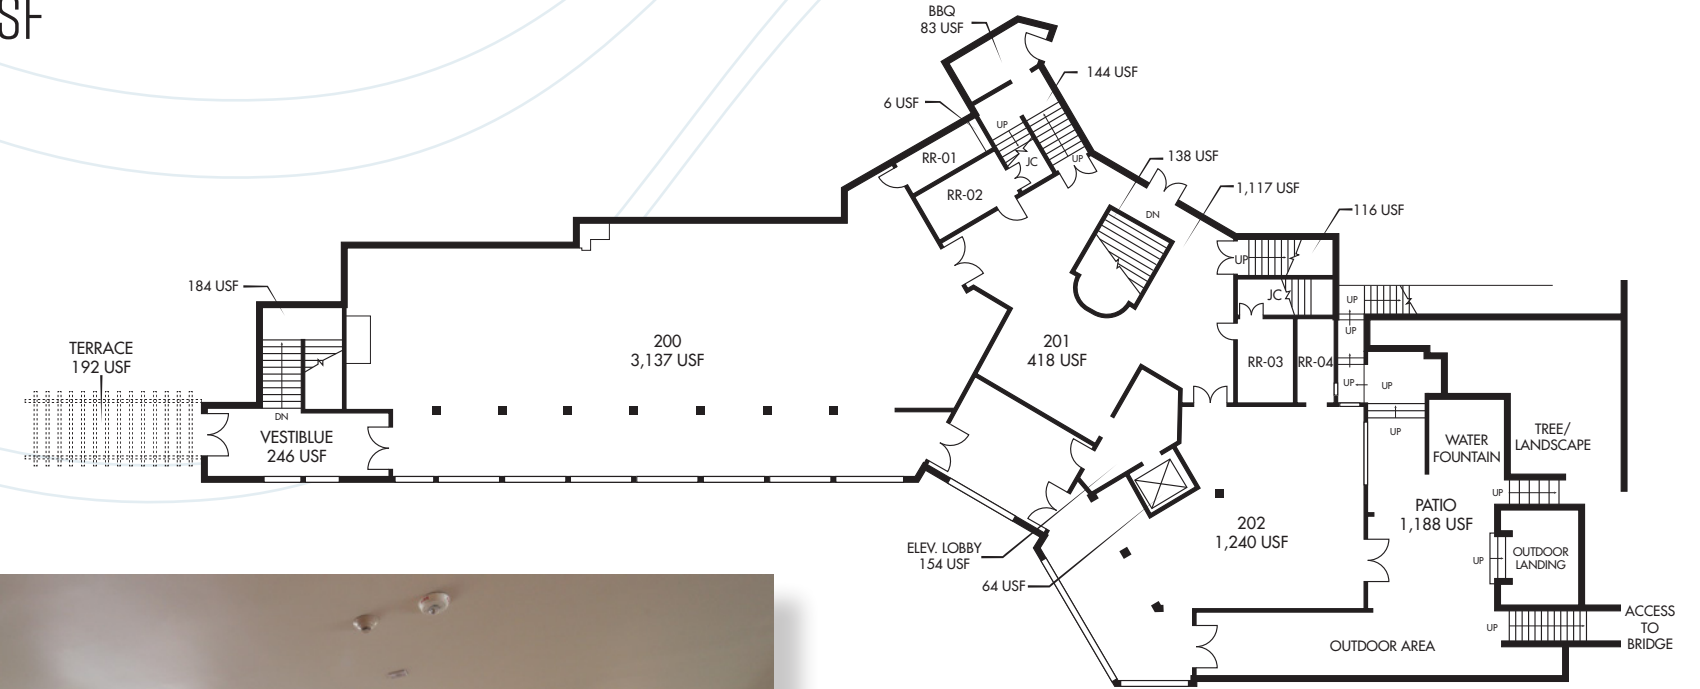 SF
BBQ
83 USF
144 USF
6 USF
UP
RR-01
JC
UP
138 USF
RR-02
1,117 USF
DN
116 USF
UP
184 USF
JC
UP
UP
TERRACE
192 USF
200
3,137 USF
201
418 USF
RR-03
RR-04
UP
UP
N
DN
VESTIBLUE
246 USF
UP
WATER
FOUNTAIN
TREE/
LANDSCAPE
UP
PATIO
1,188 USF
202
1,240 USF
ELEV. LOBBY
154 USF
UP
OUTDOOR
LANDING
64 USF
UP
ACCESS
TO
BRIDGE
OUTDOOR AREA